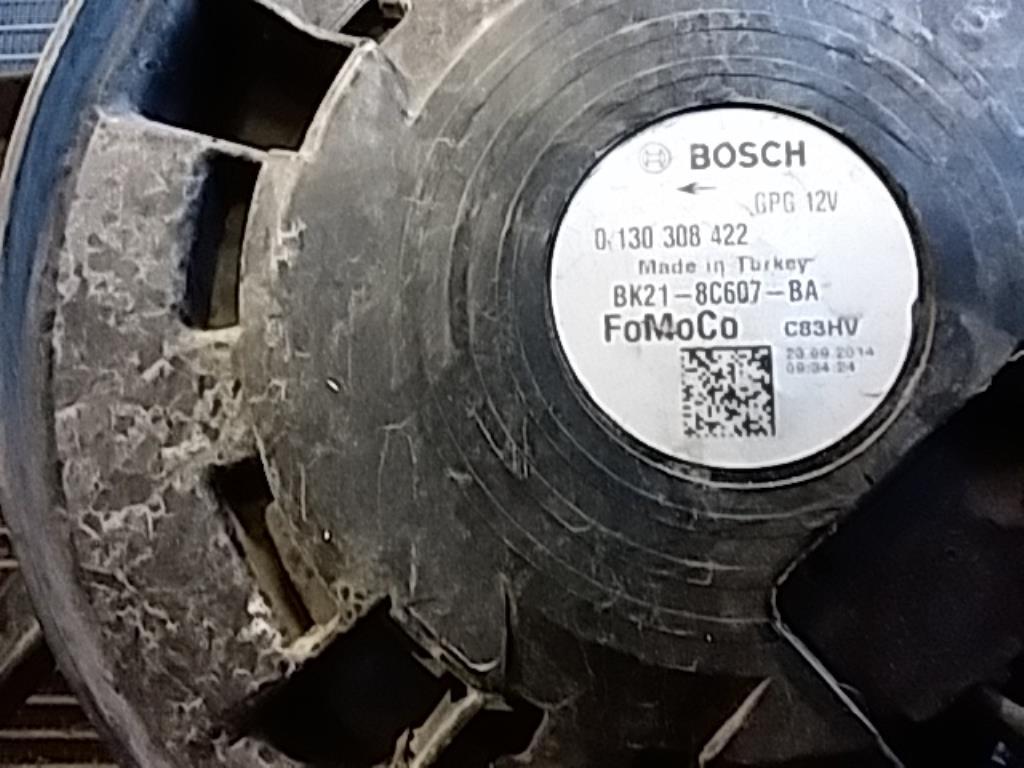 BOSCH
GPG 12V
0 130 308 422
Made in Turkey
BK21-8C607-BA
FoMoCo C83HV
23.09.2014
09:34:24